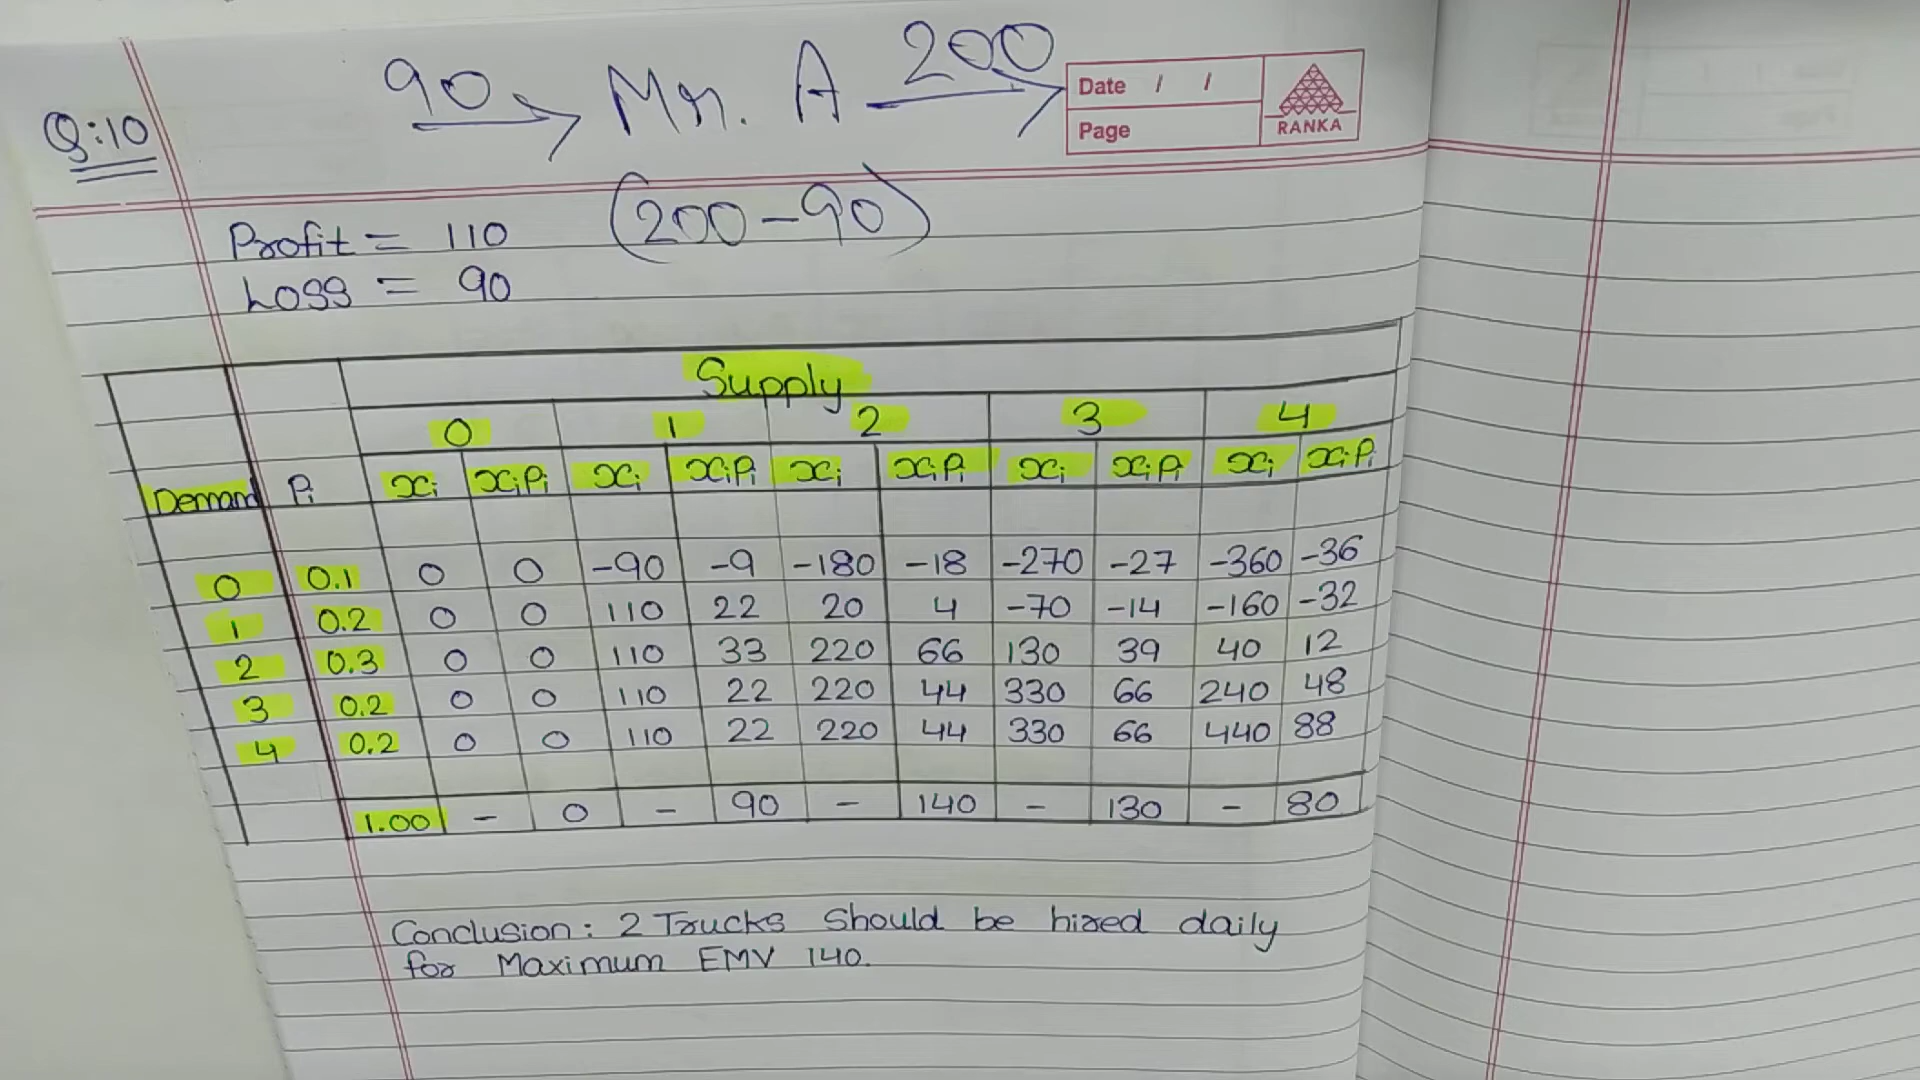 Q:10 90 → Mr. A 200 →
Date / /
Page
RANKA
Profit = 110 (200-90)
Loss = 90
Supply
0 1 2 3 4
Demand Pi xi xiPi xi xiPi xi xiPi xi xiPi xi xiPi
0 0.1 0 0 -90 -9 -180 -18 -270 -27 -360 -36
1 0.2 0 0 110 22 20 4 -70 -14 -160 -32
2 0.3 0 0 110 33 220 66 130 39 40 12
3 0.2 0 0 110 22 220 44 330 66 240 48
4 0.2 0 0 110 22 220 44 330 66 440 88
1.00 - 0 - 90 - 140 - 130 - 80
Conclusion: 2 Trucks should be hired daily
for Maximum EMV 140.